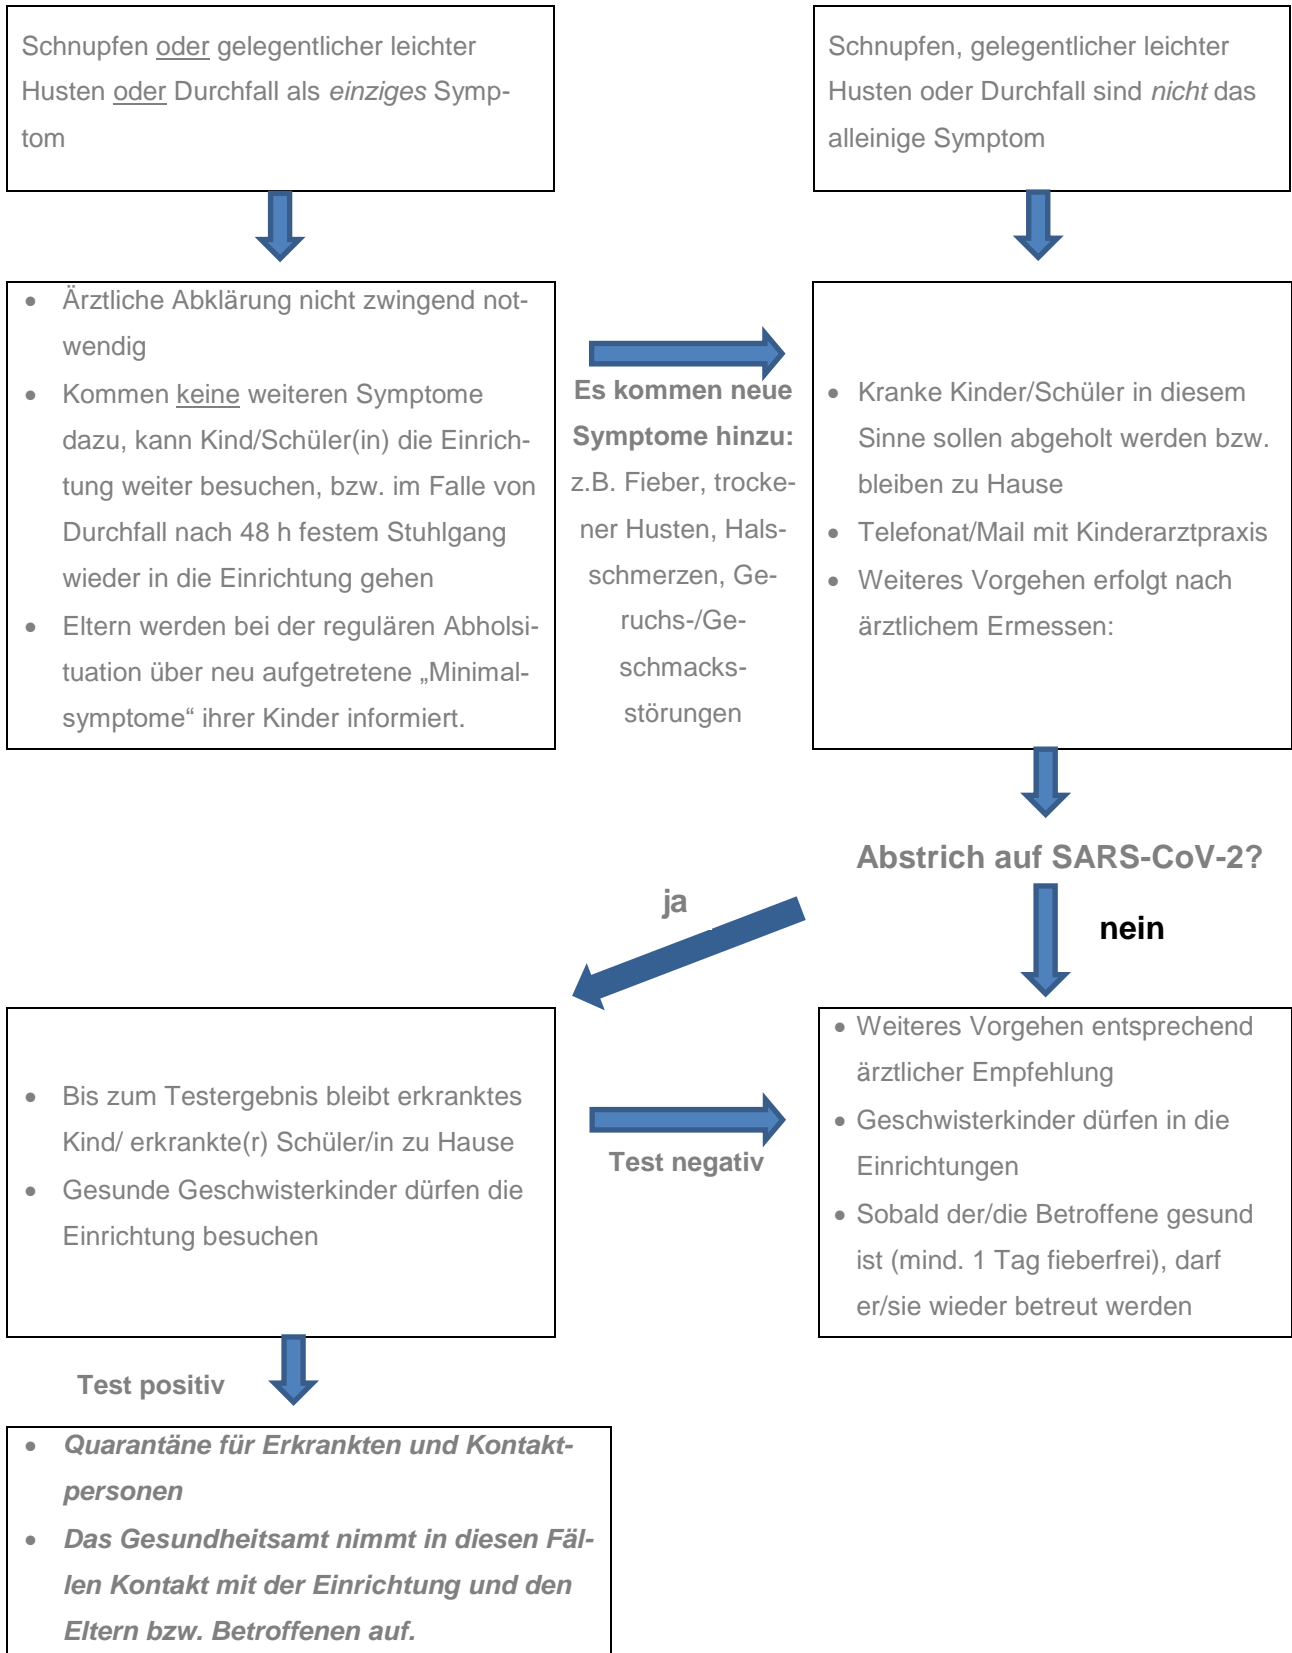 Schnupfen oder gelegentlicher leichter
Husten oder Durchfall als einziges Symp-
tom
Schnupfen, gelegentlicher leichter
Husten oder Durchfall sind nicht das
alleinige Symptom
• Ärztliche Abklärung nicht zwingend not-
wendig
• Kommen keine weiteren Symptome
dazu, kann Kind/Schüler(in) die Einrich-
tung weiter besuchen, bzw. im Falle von
Durchfall nach 48 h festem Stuhlgang
wieder in die Einrichtung gehen
• Eltern werden bei der regulären Abholsi-
tuation über neu aufgetretene „Minimal-
symptome“ ihrer Kinder informiert.
Es kommen neue
Symptome hinzu:
z.B. Fieber, trocke-
ner Husten, Hals-
schmerzen, Ge-
ruchs-/Ge-
schmacks-
störungen
• Kranke Kinder/Schüler in diesem
Sinne sollen abgeholt werden bzw.
bleiben zu Hause
• Telefonat/Mail mit Kinderarztpraxis
• Weiteres Vorgehen erfolgt nach
ärztlichem Ermessen:
Abstrich auf SARS-CoV-2?
ja
nein
• Bis zum Testergebnis bleibt erkranktes
Kind/ erkrankte(r) Schüler/in zu Hause
• Gesunde Geschwisterkinder dürfen die
Einrichtung besuchen
Test negativ
• Weiteres Vorgehen entsprechend
ärztlicher Empfehlung
• Geschwisterkinder dürfen in die
Einrichtungen
• Sobald der/die Betroffene gesund
ist (mind. 1 Tag fieberfrei), darf
er/sie wieder betreut werden
Test positiv
• Quarantäne für Erkrankten und Kontakt-
personen
• Das Gesundheitsamt nimmt in diesen Fäl-
len Kontakt mit der Einrichtung und den
Eltern bzw. Betroffenen auf.